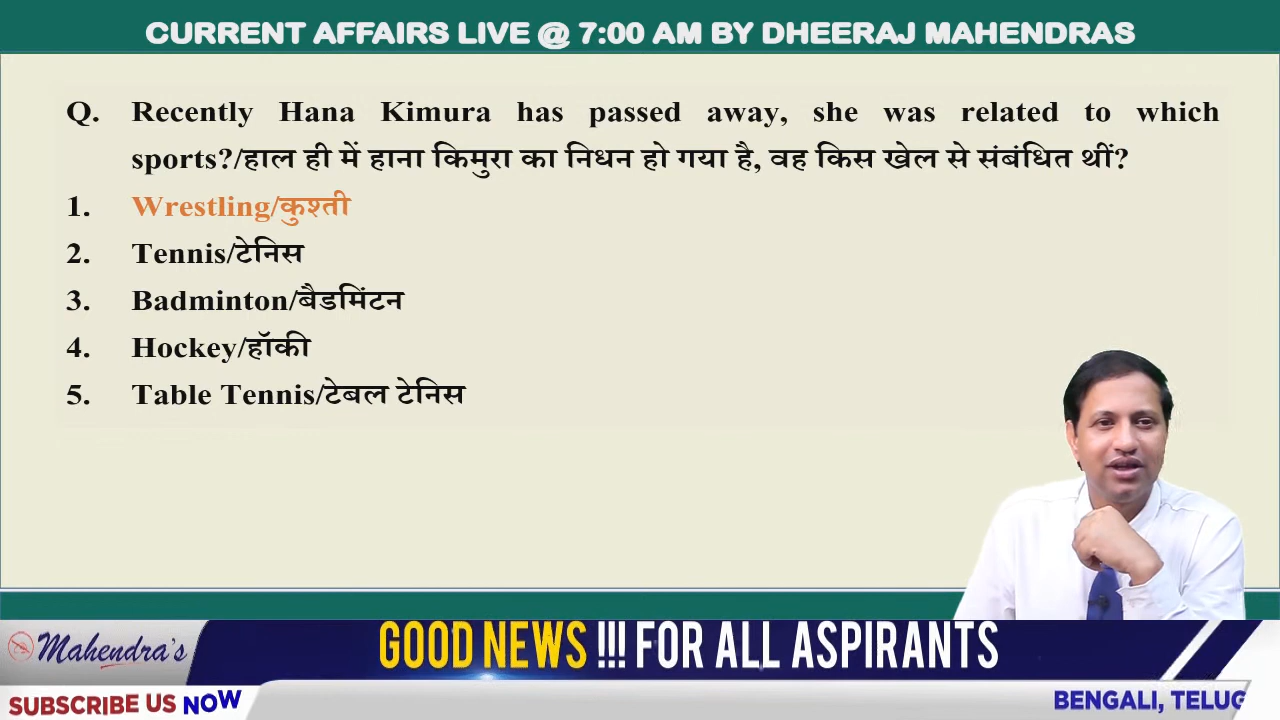 CURRENT AFFAIRS LIVE @ 7:00 AM BY DHEERAJ MAHENDRAS
Q. Recently Hana Kimura has passed away, she was related to which
sports?/हाल ही में हाना किमुरा का निधन हो गया है, वह किस खेल से संबंधित थीं?
1. Wrestling/कुश्ती
2. Tennis/टेनिस
3. Badminton/बैडमिंटन
4. Hockey/हॉकी
5. Table Tennis/टेबल टेनिस
Mahendra's
GOOD NEWS !!! FOR ALL ASPIRANTS
SUBSCRIBE US NOW
BENGALI, TELUG